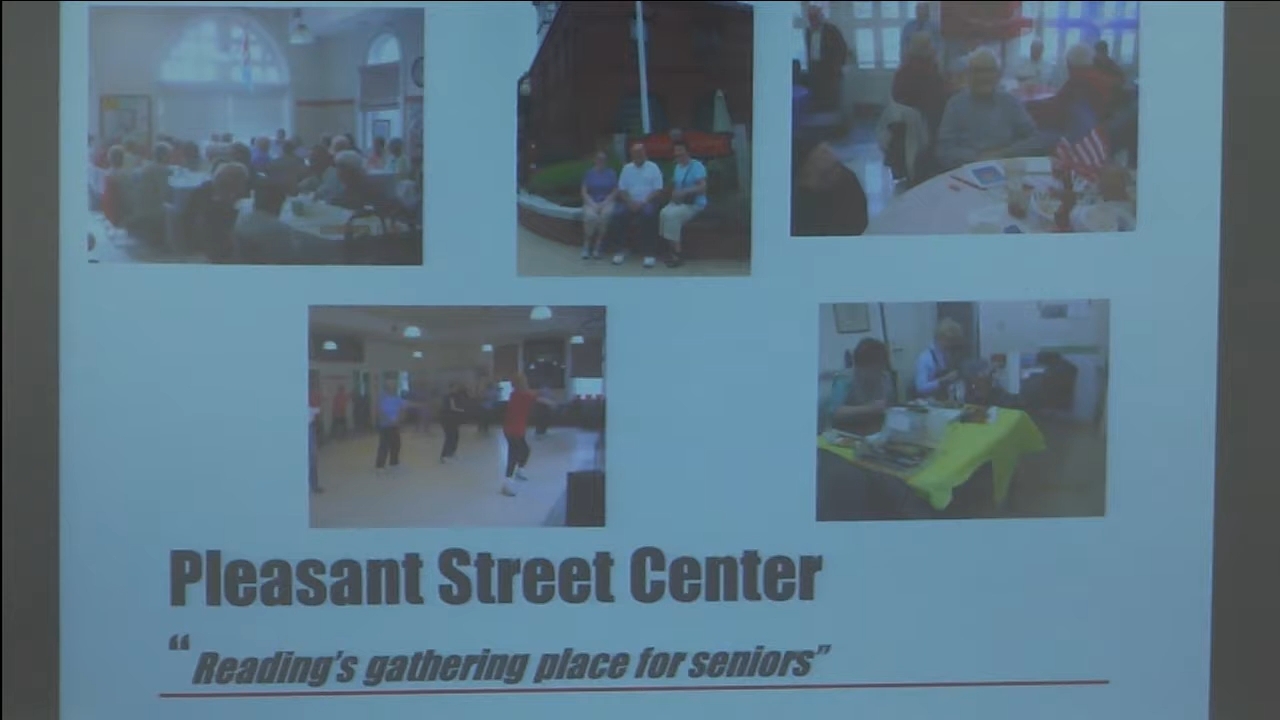 Pleasant Street Center
“Reading’s gathering place for seniors”